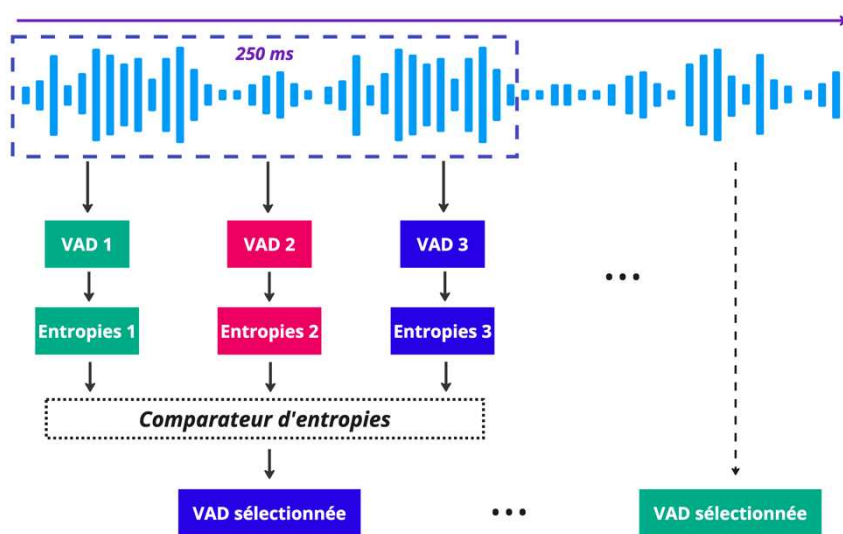 250 ms
VAD 1
VAD 2
VAD 3
...
Entropies 1
Entropies 2
Entropies 3
Comparateur d'entropies
VAD sélectionnée
...
VAD sélectionnée